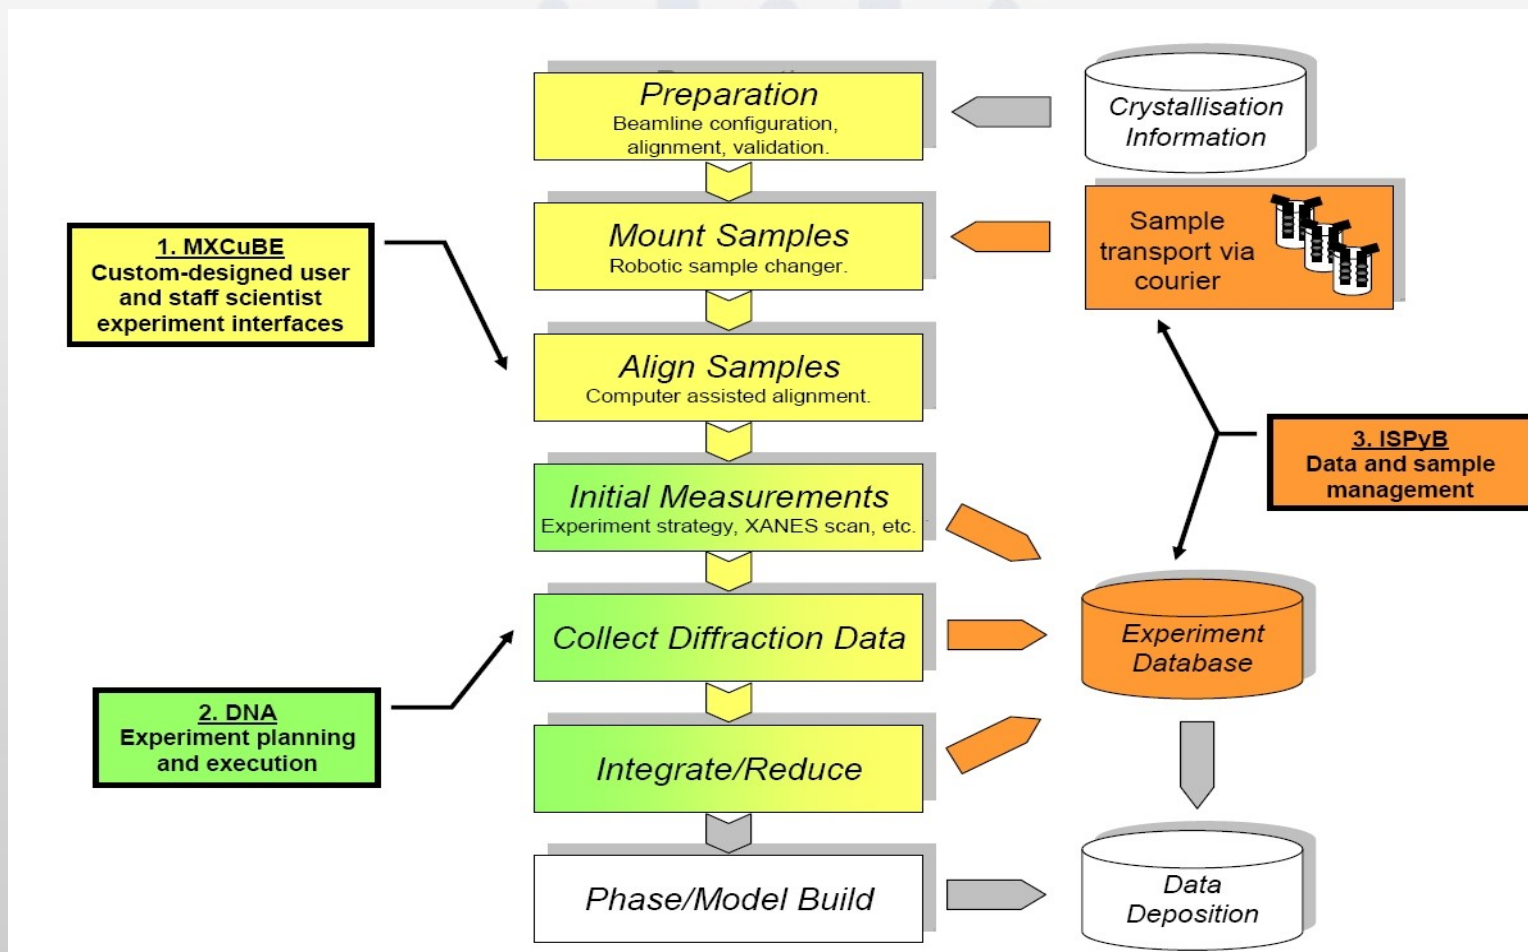 Preparation
Beamline configuration,
alignment, validation.
Crystallisation
Information
Mount Samples
Robotic sample changer.
Sample
transport via
courier
1. MXCuBE
Custom-designed user
and staff scientist
experiment interfaces
Align Samples
Computer assisted alignment.
3. ISPyB
Data and sample
management
Initial Measurements
Experiment strategy, XANES scan, etc.
Collect Diffraction Data
Experiment
Database
2. DNA
Experiment planning
and execution
Integrate/Reduce
Phase/Model Build
Data
Deposition